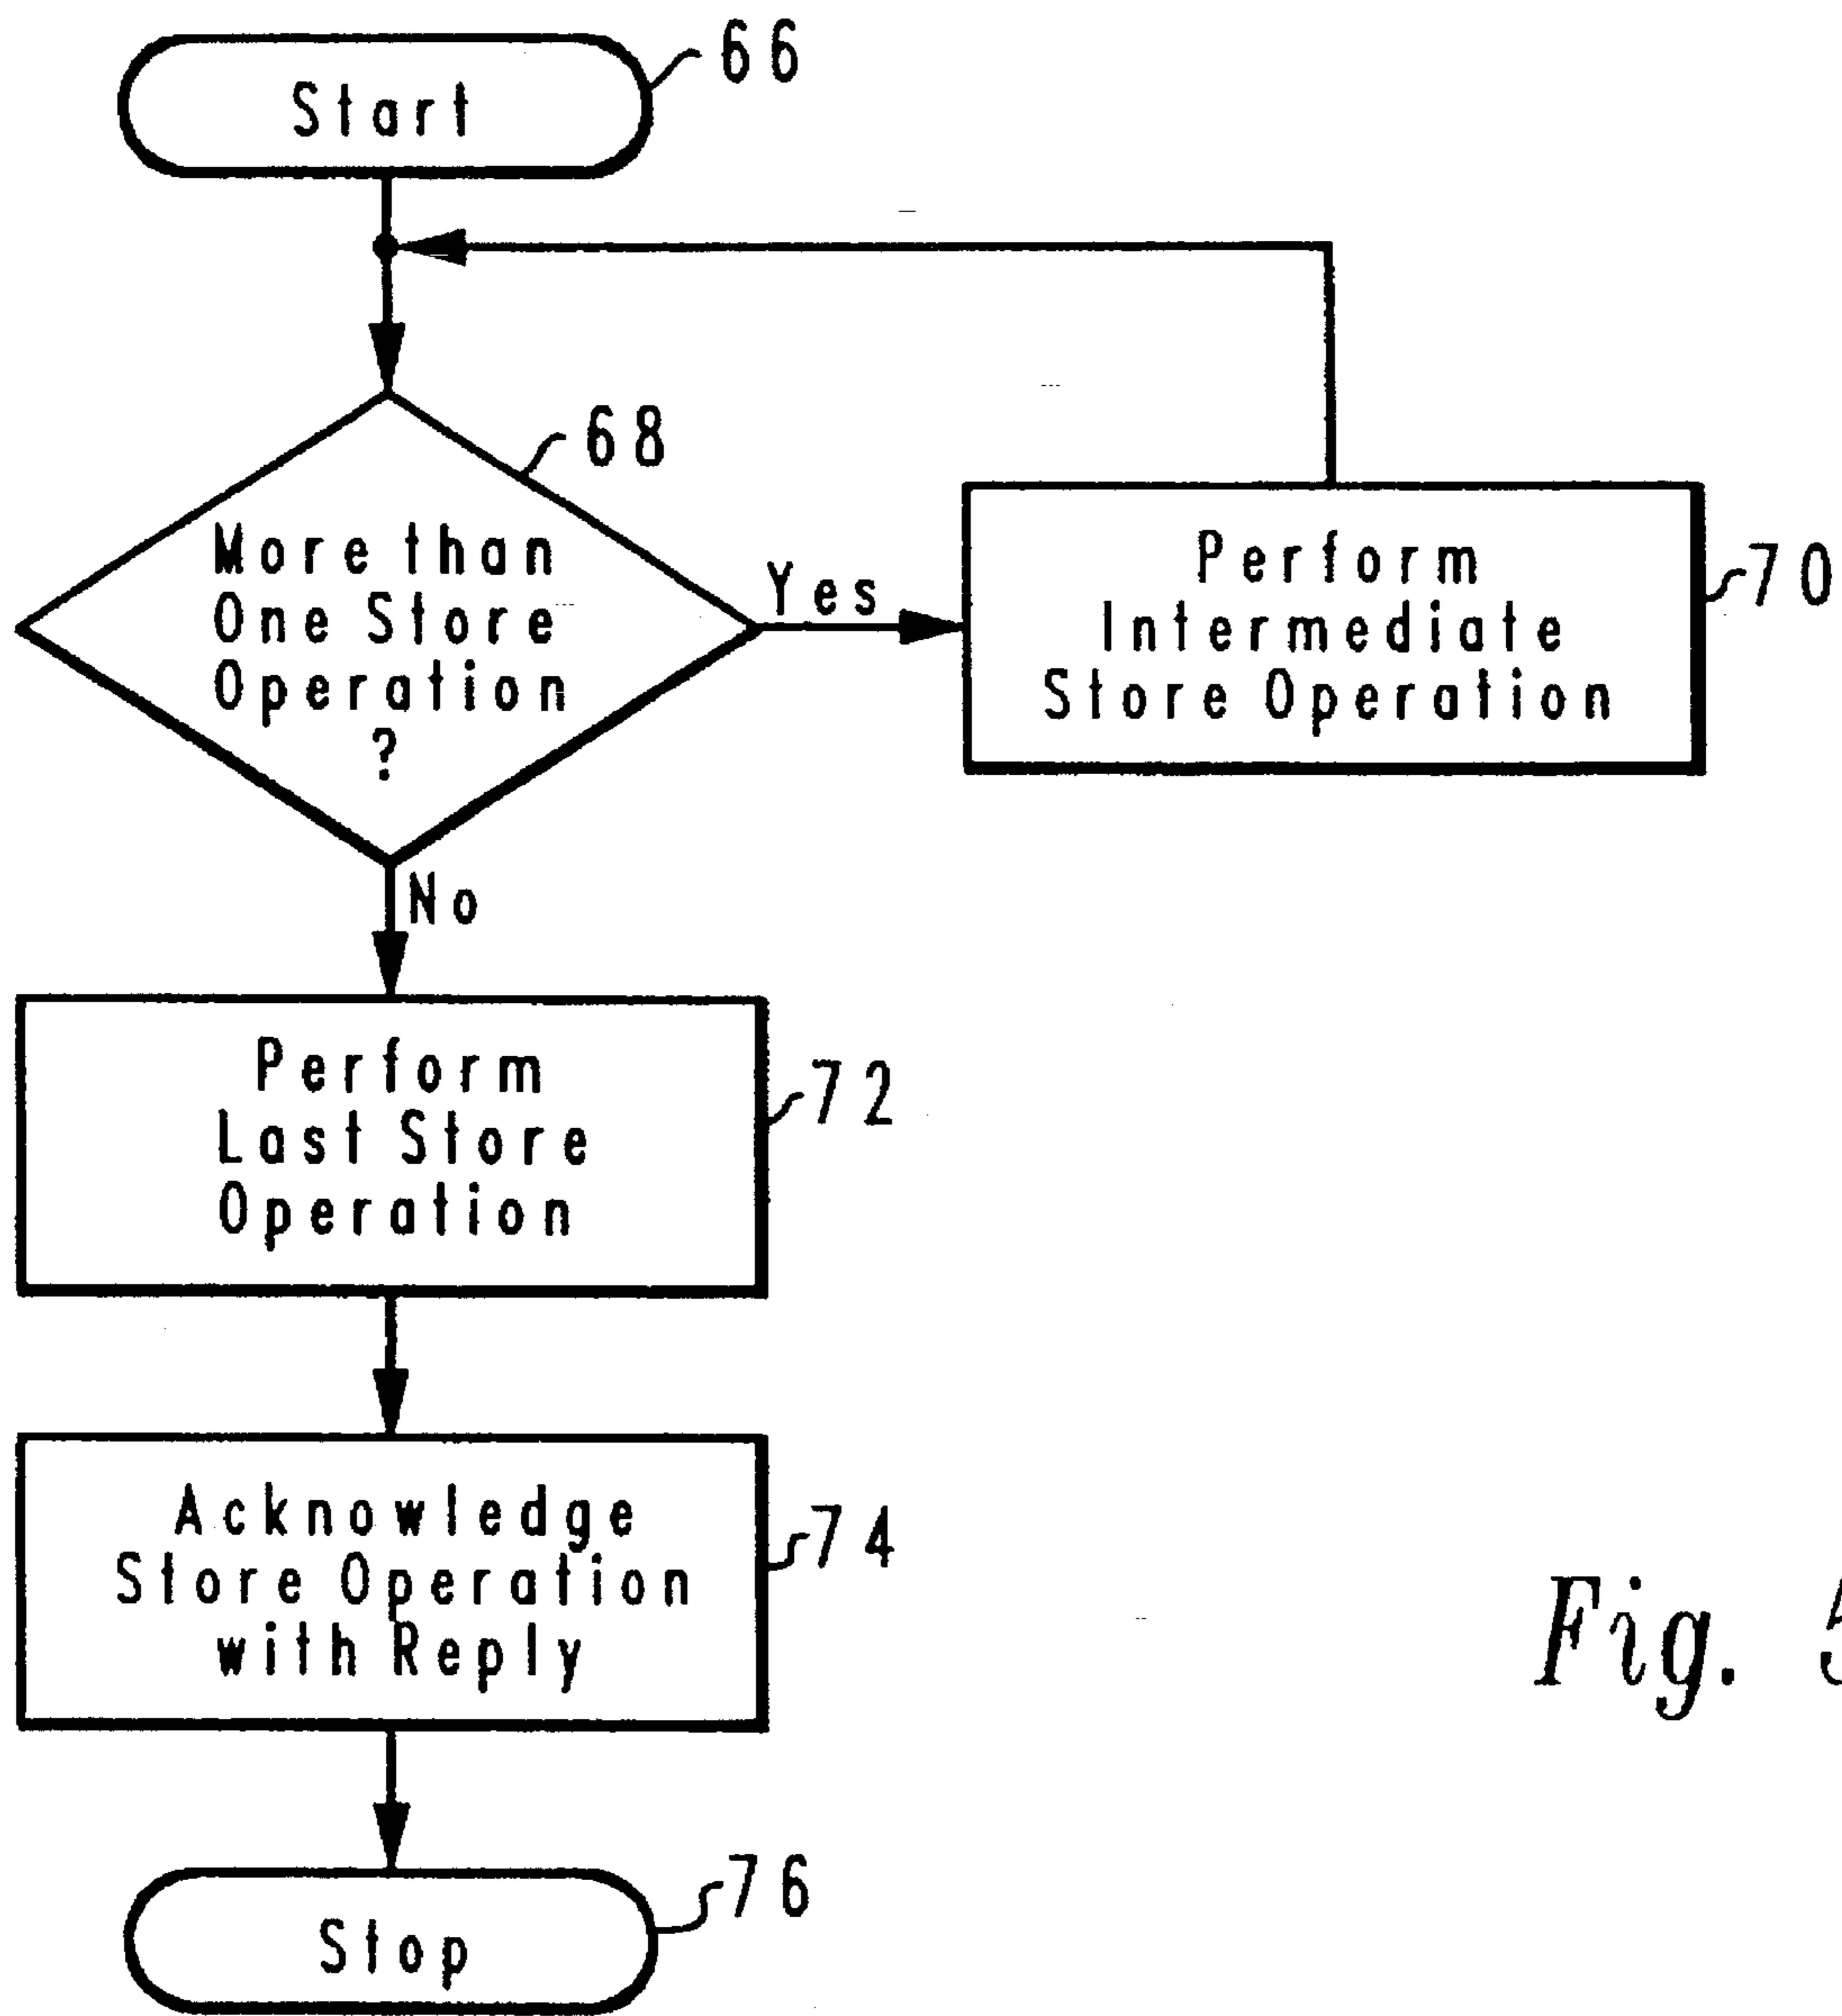 Start
66
More than
One Store
Operation
?
68
Yes
Perform
Intermediate
Store Operation
70
No
Perform
Last Store
Operation
72
Acknowledge
Store Operation
with Reply
74
Stop
76
Fig.